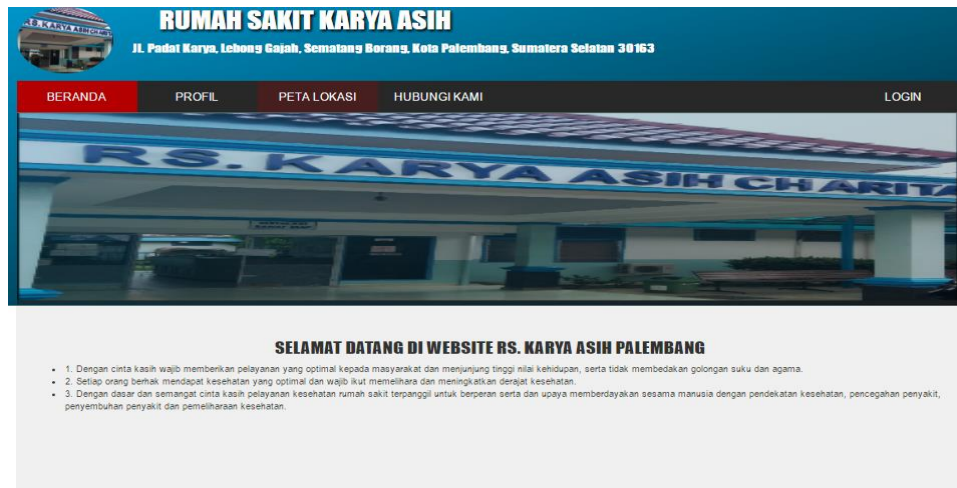 RUMAH SAKIT KARYA ASIH
JL Padat Karya, Lebong Gajah, Sematang Borang, Kota Palembang, Sumatera Selatan 30163
BERANDA PROFIL PETA LOKASI HUBUNGI KAMI LOGIN
RS. KARYA ASIH CHARITA
SELAMAT DATANG DI WEBSITE RS. KARYA ASIH PALEMBANG
• 1. Dengan cinta kasih wajib memberikan pelayanan yang optimal kepada masyarakat dan menjunjung tinggi nilai kehidupan, serta tidak membedakan golongan suku dan agama.
• 2. Setiap orang berhak mendapat kesehatan yang optimal dan wajib ikut memelihara dan meningkatkan derajat kesehatan.
• 3. Dengan dasar dan semangat cinta kasih pelayanan kesehatan rumah sakit terpanggil untuk berperan serta dan upaya memberdayakan sesama manusia dengan pendekatan kesehatan, pencegahan penyakit,
penyembuhan penyakit dan pemeliharaan kesehatan.